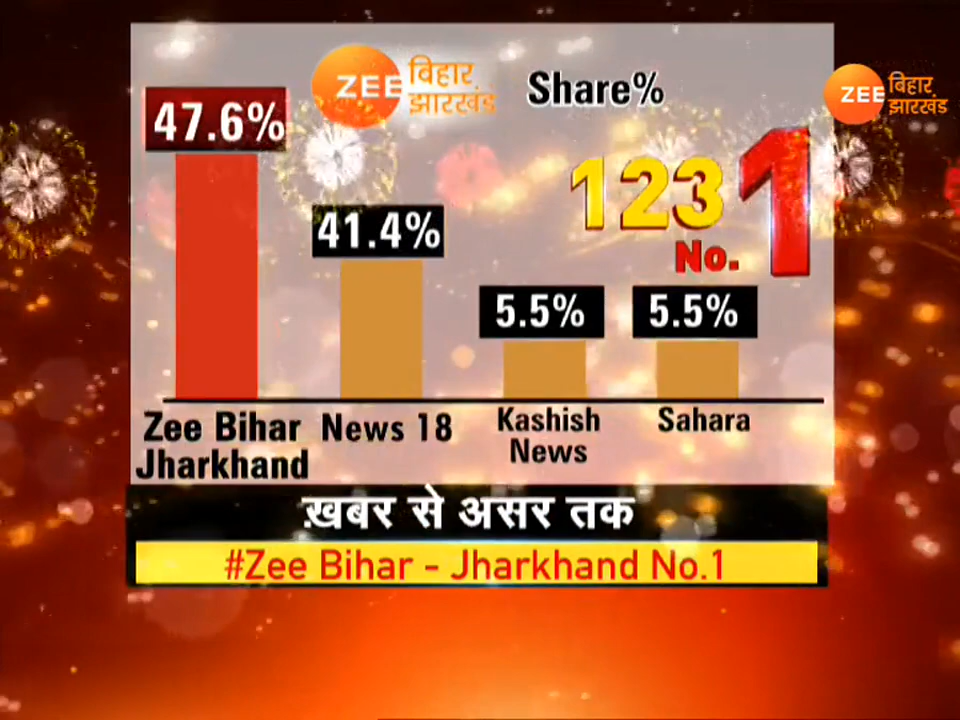 ZEE बिहार झारखंड
Share%
ZEE बिहार झारखंड
47.6%
41.4%
5.5%
5.5%
123
No. 1
Zee Bihar Jharkhand
News 18
Kashish News
Sahara
ख़बर से असर तक
#Zee Bihar - Jharkhand No.1